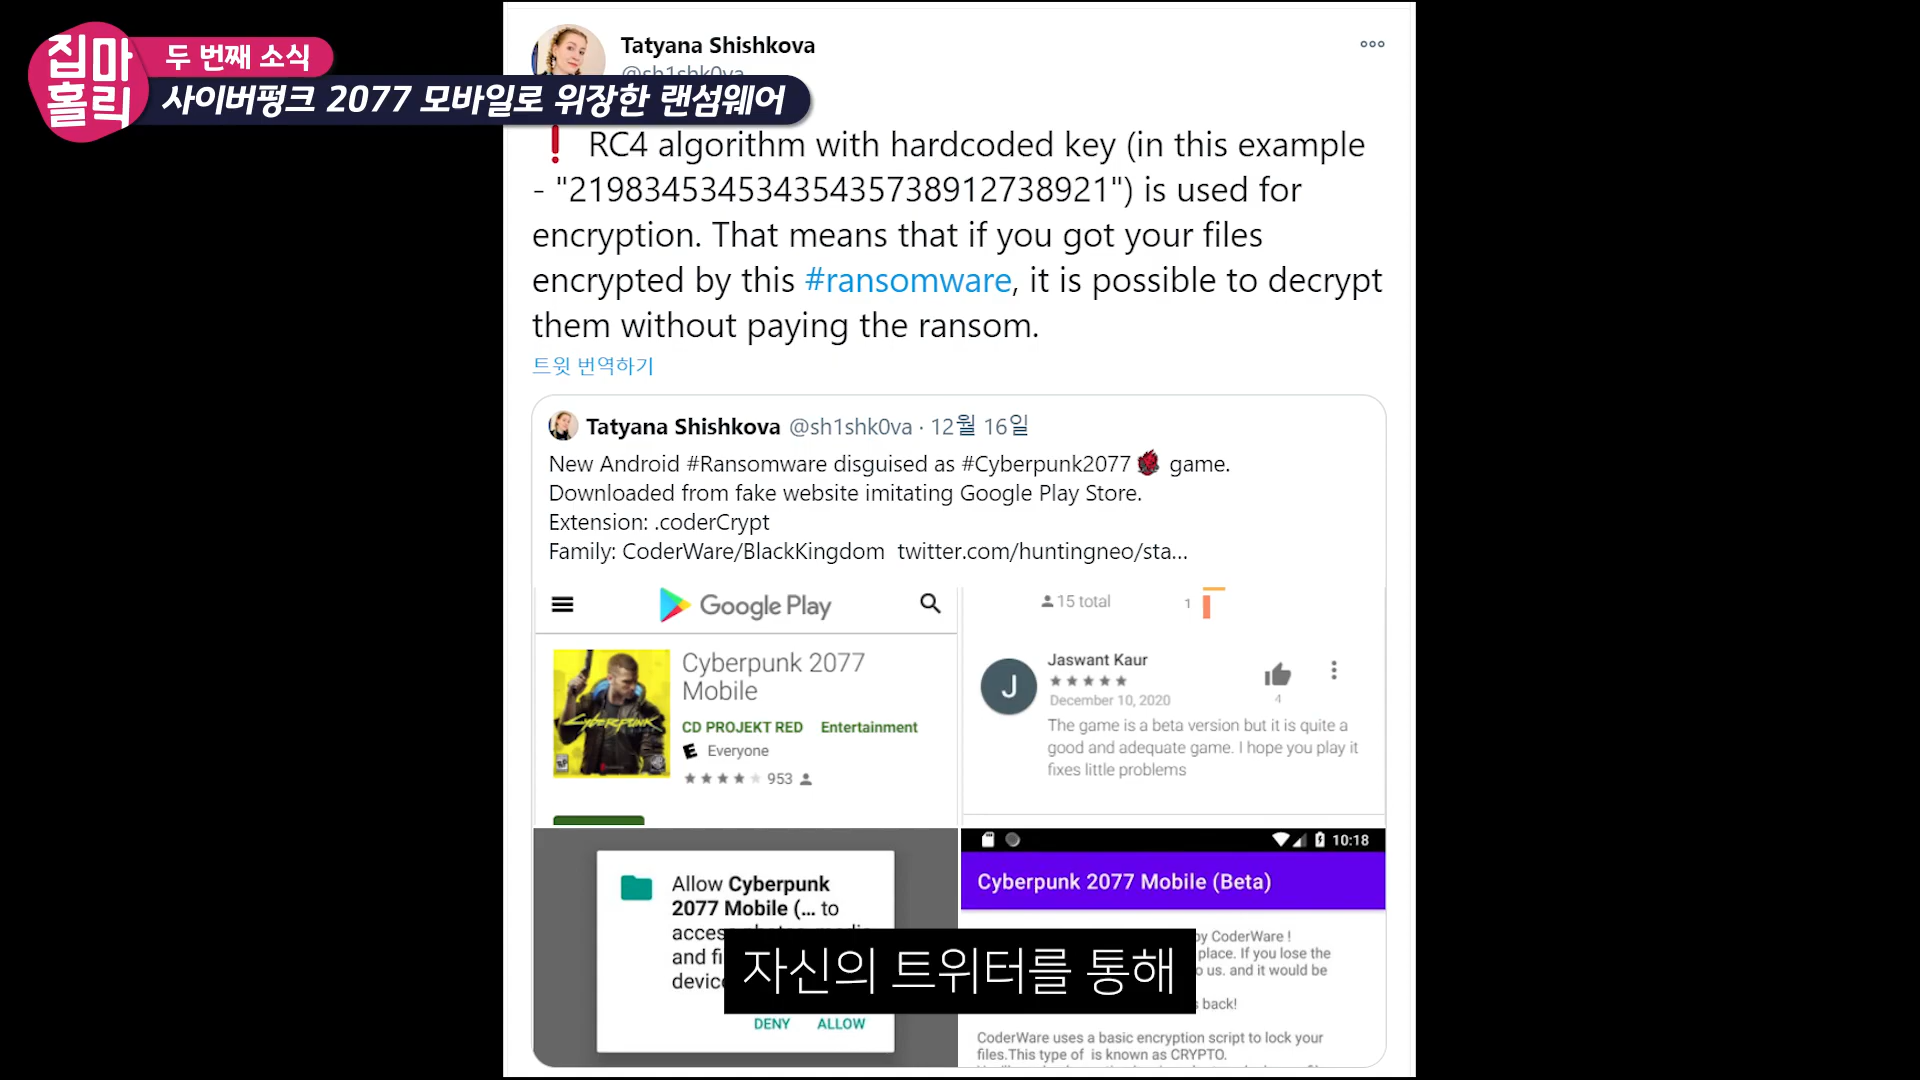 집마
홀릭
두 번째 소식
사이버펑크 2077 모바일로 위장한 랜섬웨어
Tatyana Shishkova
@sh1shk0va
❗ RC4 algorithm with hardcoded key (in this example
- "21983453453435435738912738921") is used for
encryption. That means that if you got your files
encrypted by this #ransomware, it is possible to decrypt
them without paying the ransom.
트윗 번역하기
Tatyana Shishkova @sh1shk0va · 12월 16일
New Android #Ransomware disguised as #Cyberpunk2077 game.
Downloaded from fake website imitating Google Play Store.
Extension: .coderCrypt
Family: CoderWare/BlackKingdom twitter.com/huntingneo/sta...
Google Play
Cyberpunk 2077
Mobile
CD PROJEKT RED Entertainment
E Everyone
953
CYBERPUNK
15 total
1
J
Jaswant Kaur
December 10, 2020
4
The game is a beta version but it is quite a
good and adequate game. I hope you play it
fixes little problems
Allow Cyberpunk
2077 Mobile (... to
access photos, media
and
DENY ALLOW
10:18
Cyberpunk 2077 Mobile (Beta)
by CoderWare !
place. If you lose the
us. and it would be
back!
CoderWare uses a basic encryption script to lock your
files.This type of is known as CRYPTO.
자신의 트위터를 통해